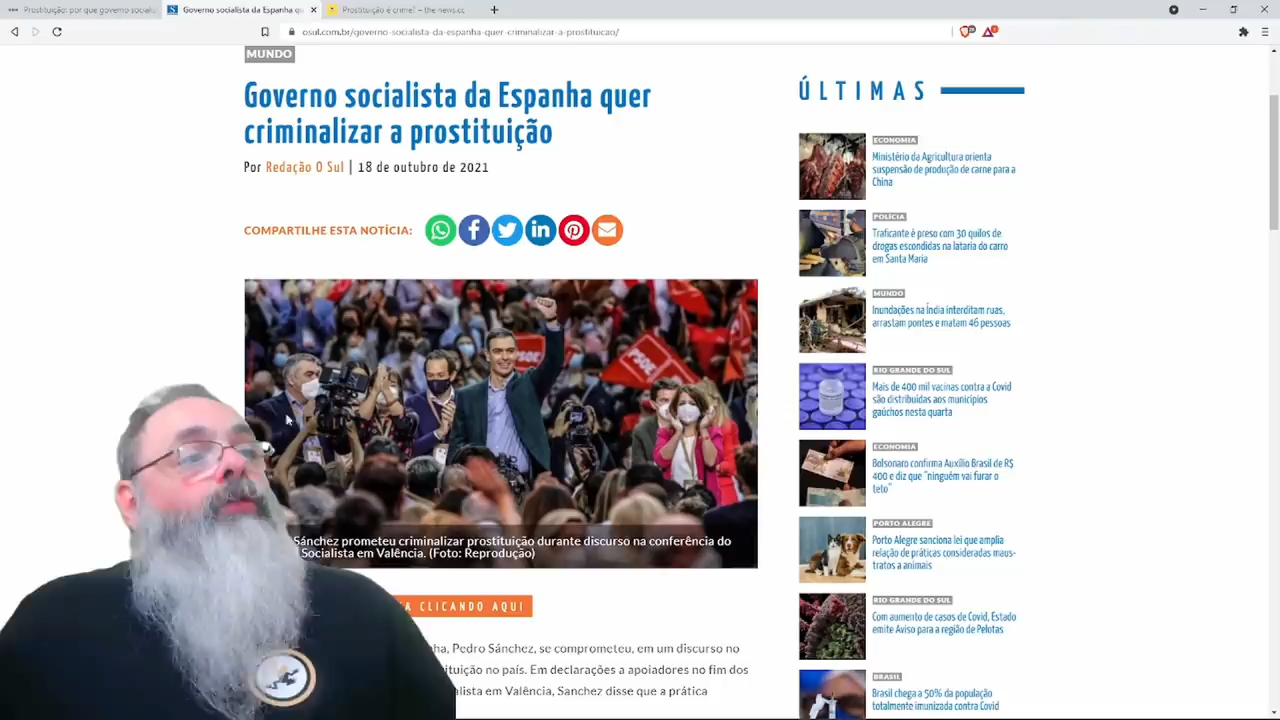 Prostituição: por que governo sociali
Governo socialista da Espanha qu
Prostituição é crime? – the news.cc
osul.com.br/governo-socialista-da-espanha-quer-criminalizar-a-prostituicao/
MUNDO
Governo socialista da Espanha quer
criminalizar a prostituição
Por Redação O Sul | 18 de outubro de 2021
COMPARTILHE ESTA NOTÍCIA:
Sánchez prometeu criminalizar prostituição durante discurso na conferência do
Socialista em Valência. (Foto: Reprodução)
CLICANDO AQUI
Pedro Sánchez, se comprometeu, em um discurso no
no país. Em declarações a apoiadores no fim dos
em Valência, Sanchez disse que a prática
ÚLTIMAS
ECONOMIA
Ministério da Agricultura orienta
suspensão de produção de carne para a
China
POLÍCIA
Traficante é preso com 30 quilos de
drogas escondidas na lataria do carro
em Santa Maria
MUNDO
Inundações na Índia interditam ruas,
arrastam pontes e matam 46 pessoas
RIO GRANDE DO SUL
Mais de 400 mil vacinas contra a Covid
são distribuídas aos municípios
gaúchos nesta quarta
ECONOMIA
Bolsonaro confirma Auxílio Brasil de R$
400 e diz que "ninguém vai furar o
teto"
PORTO ALEGRE
Porto Alegre sanciona lei que amplia
relação de práticas consideradas maus-
tratos a animais
RIO GRANDE DO SUL
Com aumento de casos de Covid, Estado
emite Aviso para a região de Pelotas
BRASIL
Brasil chega a 50% da população
totalmente imunizada contra Covid